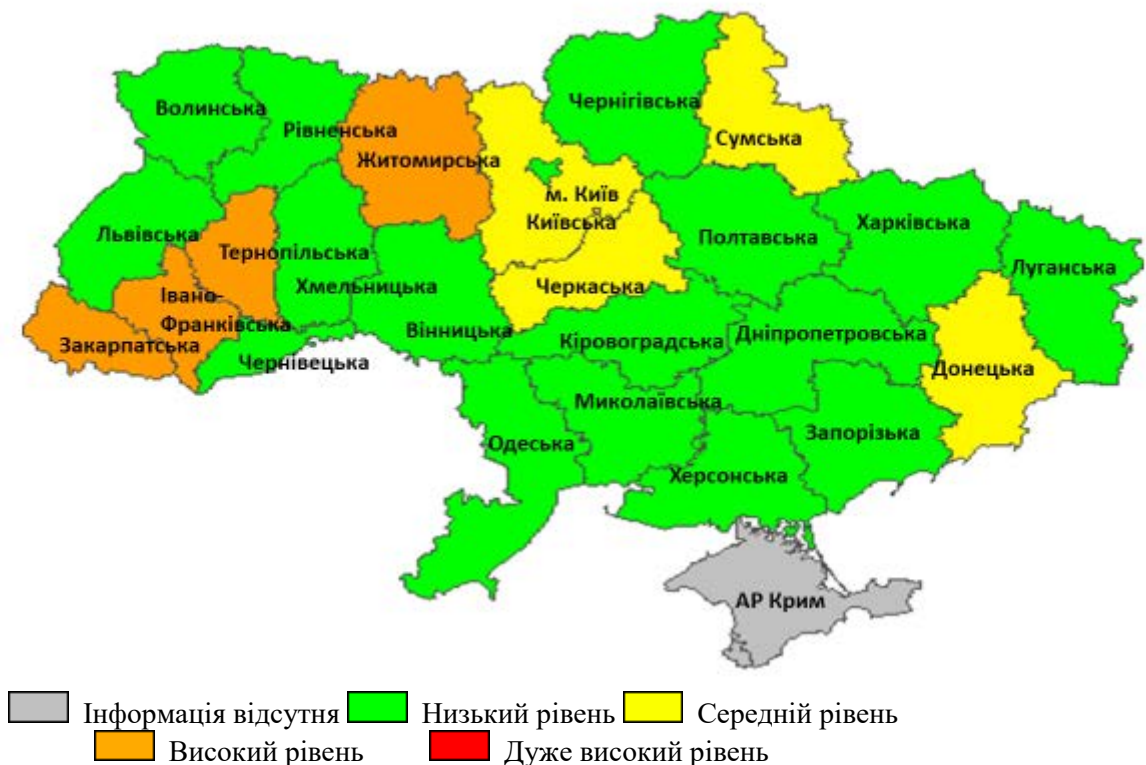 Волинська
Рівненська
Житомирська
Чернігівська
Сумська
м. Київ
Київська
Львівська
Тернопільська
Хмельницька
Івано-
Франківська
Закарпатська
Чернівецька
Вінницька
Черкаська
Полтавська
Харківська
Луганська
Кіровоградська
Дніпропетровська
Донецька
Миколаївська
Одеська
Запорізька
Херсонська
АР Крим
Інформація відсутня Низький рівень Середній рівень
Високий рівень Дуже високий рівень